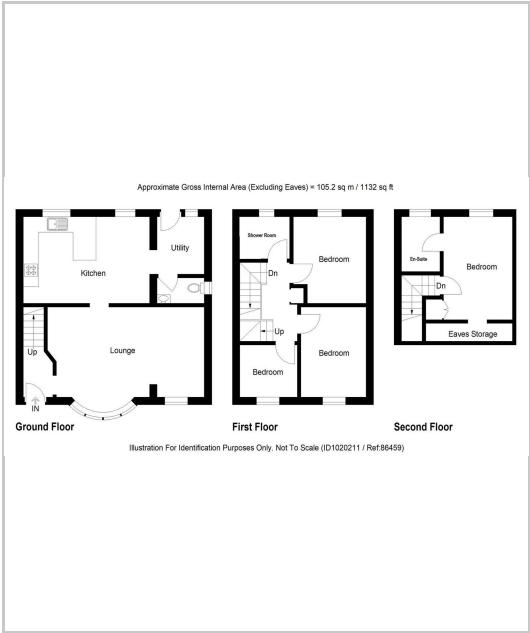 Approximate Gross Internal Area (Excluding Eaves) = 105.2 sq m / 1132 sq ft
Kitchen
Utility
Up
Lounge
IN
Ground Floor
Shower Room
Dn
Bedroom
Up
Bedroom
Bedroom
First Floor
En-Suite
Bedroom
Dn
Eaves Storage
Second Floor
Illustration For Identification Purposes Only. Not To Scale (ID1020211 / Ref:86459)